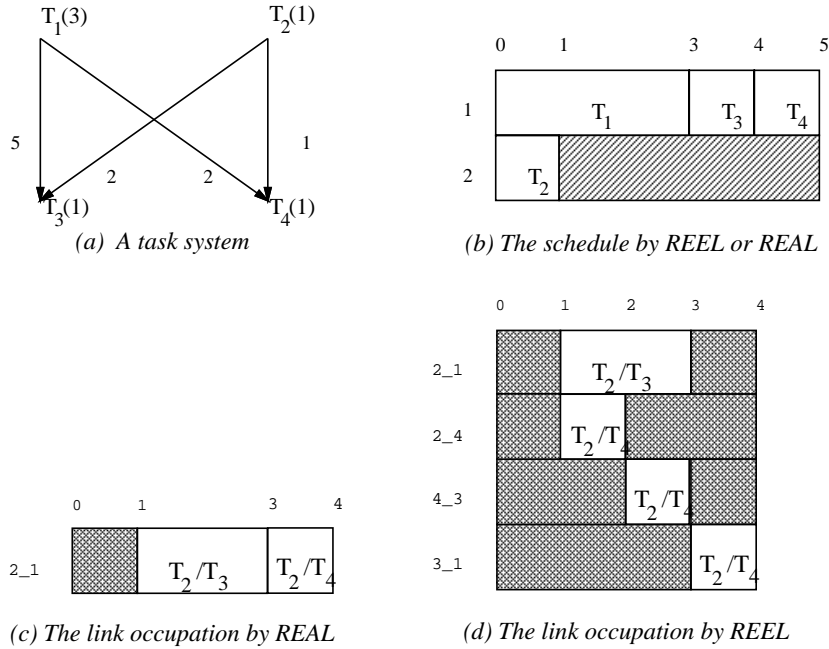 T1(3) T2(1)
5 2 2 1
T3(1) T4(1)
(a) A task system
0 1 3 4 5
1 T1 T3 T4
2 T2
(b) The schedule by REEL or REAL
0 1 3 4
2_1 T2/T3 T2/T4
(c) The link occupation by REAL
0 1 2 3 4
2_1 T2/T3
2_4 T2/T4
4_3 T2/T4
3_1 T2/T4
(d) The link occupation by REEL